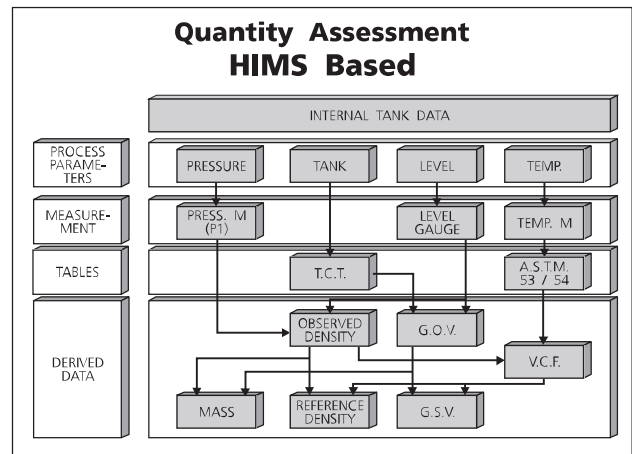 Quantity Assessment
HIMS Based
INTERNAL TANK DATA
PROCESS
PARAME-
TERS
PRESSURE
TANK
LEVEL
TEMP.
MEASURE-
MENT
PRESS. M
(P1)
LEVEL
GAUGE
TEMP. M
TABLES
T.C.T.
A.S.T.M.
53 / 54
DERIVED
DATA
OBSERVED
DENSITY
G.O.V.
V.C.F.
MASS
REFERENCE
DENSITY
G.S.V.